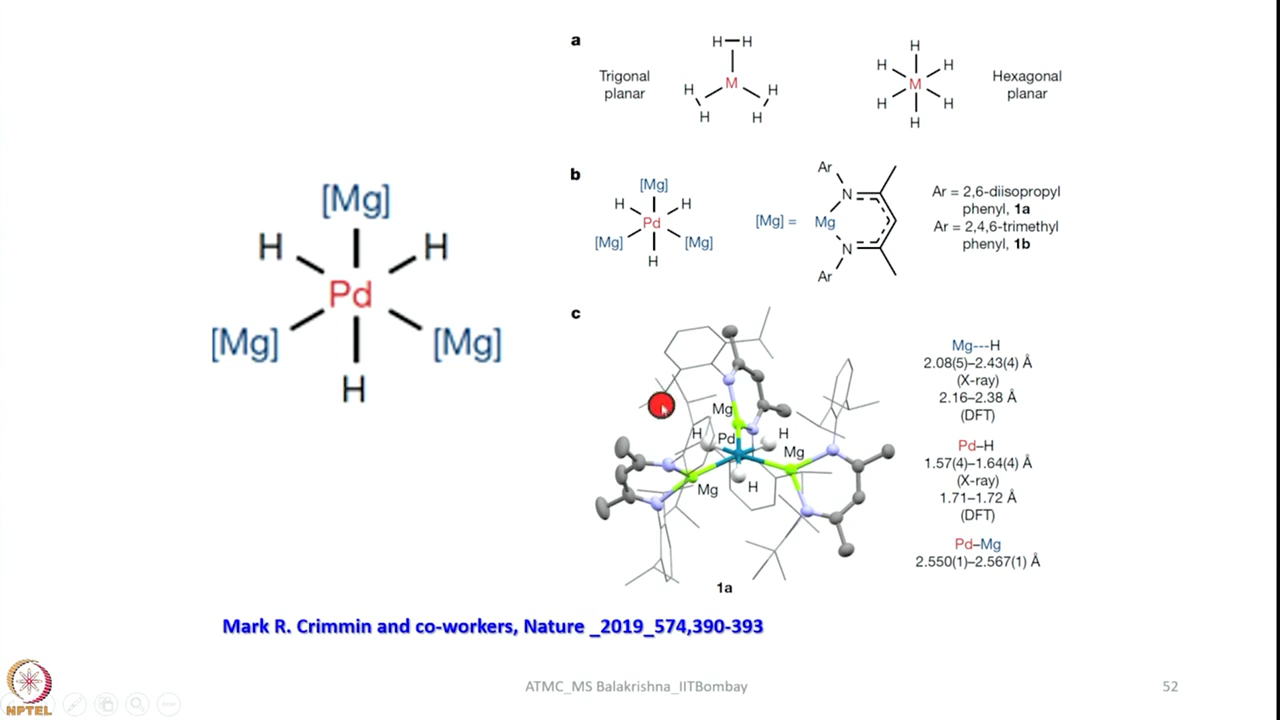 [Mg]
H H
Pd
[Mg] [Mg]
H
a
Trigonal
planar
H H
M
H H
H H
H
H H
M
H H
H
Hexagonal
planar
b
[Mg]
H H
Pd
[Mg] [Mg]
H
[Mg] =
Ar
N
Mg
N
Ar
Ar = 2,6-diisopropyl
phenyl, 1a
Ar = 2,4,6-trimethyl
phenyl, 1b
c
Mg
H H
Pd
Mg
Mg
H
1a
Mg---H
2.08(5)–2.43(4) Å
(X-ray)
2.16–2.38 Å
(DFT)
Pd–H
1.57(4)–1.64(4) Å
(X-ray)
1.71–1.72 Å
(DFT)
Pd–Mg
2.550(1)–2.567(1) Å
Mark R. Crimmin and co-workers, Nature _2019_574,390-393
NPTEL
ATMC_MS Balakrishna_IITBombay
52